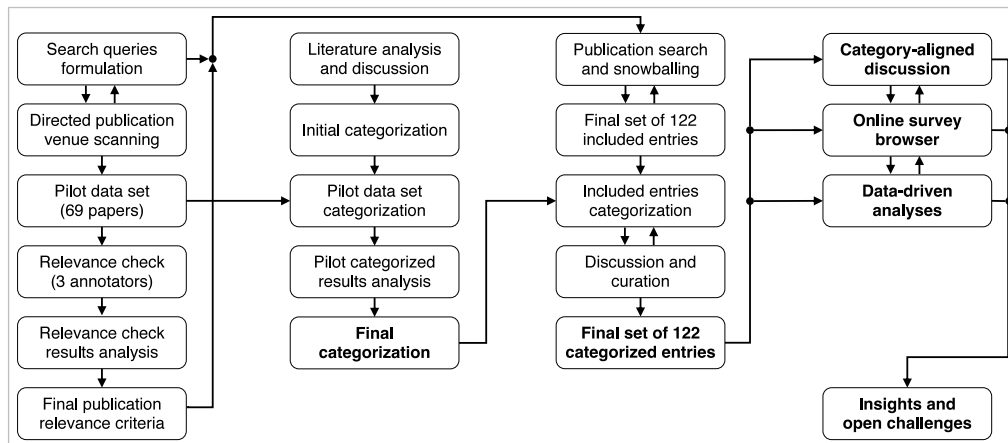 Search queries
formulation
Directed publication
venue scanning
Pilot data set
(69 papers)
Relevance check
(3 annotators)
Relevance check
results analysis
Final publication
relevance criteria
Literature analysis
and discussion
Initial categorization
Pilot data set
categorization
Pilot categorized
results analysis
Final
categorization
Publication search
and snowballing
Final set of 122
included entries
Included entries
categorization
Discussion and
curation
Final set of 122
categorized entries
Category-aligned
discussion
Online survey
browser
Data-driven
analyses
Insights and
open challenges